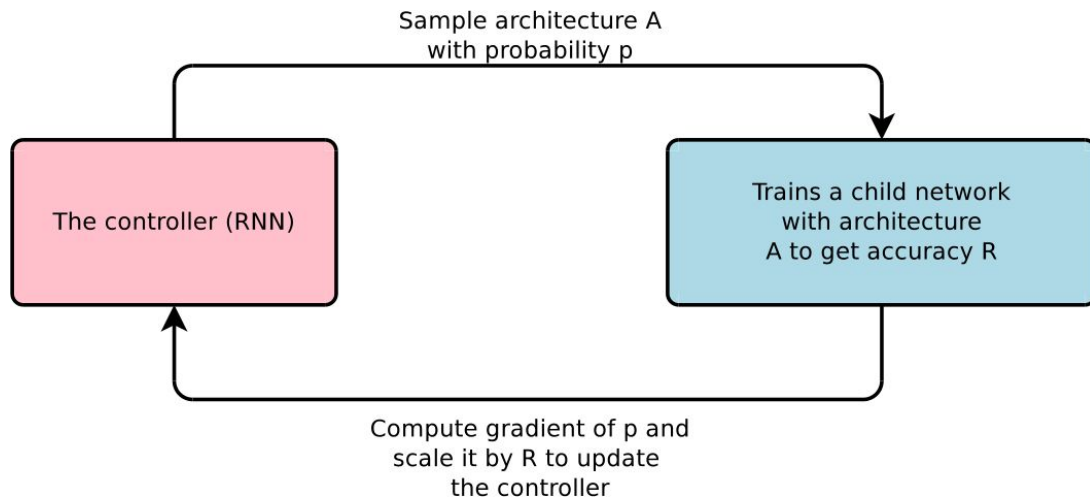 Sample architecture A
with probability p
The controller (RNN)
Trains a child network
with architecture
A to get accuracy R
Compute gradient of p and
scale it by R to update
the controller